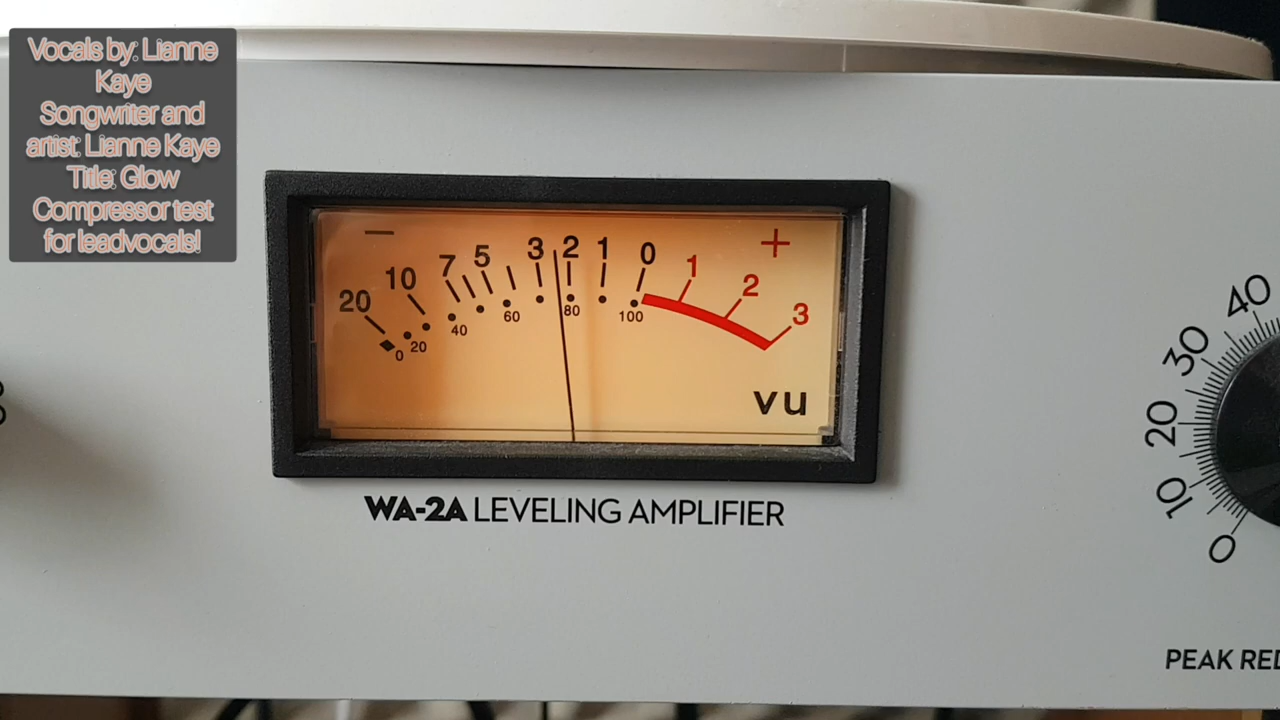 Vocals by: Lianne
Kaye
Songwriter and
artist: Lianne Kaye
Title: Glow
Compressor test
for leadvocals!
−
+
20 10 7 5 3 2 1 0 1 2 3
0 20 40 60 80 100
vu
WA-2A LEVELING AMPLIFIER
40
30
20
10
0
PEAK RED